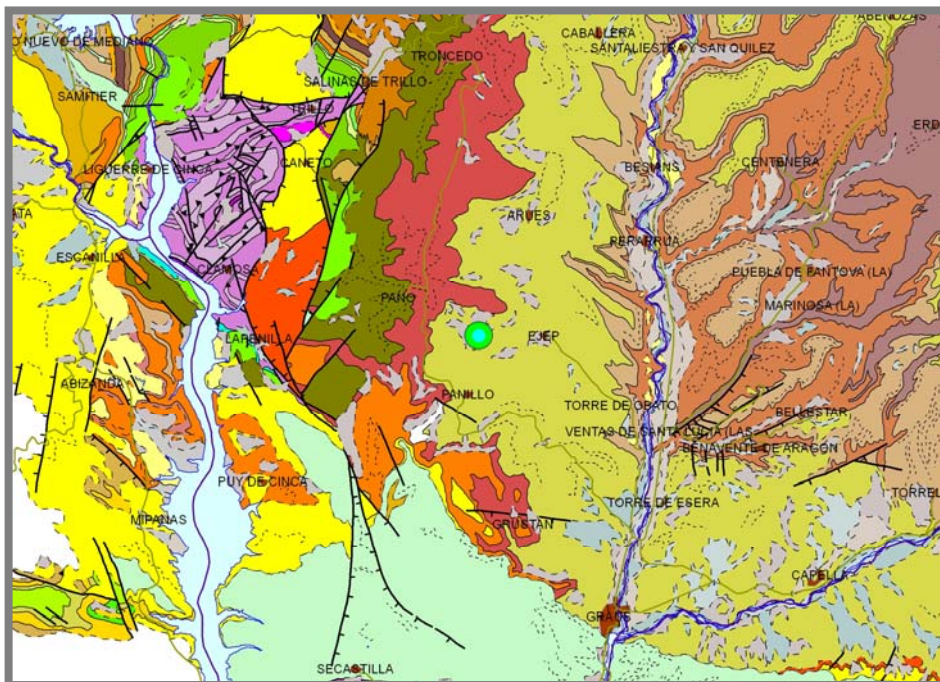 ABENOZAS
CABALLERA
O NUEVO DE MEDIANO
SANTALIESTRA Y SAN QUILEZ
TRONCEDO
SALINAS DE TRILLO
SAMITIER
TRILLO
ERD
CANETO
CENTENERA
LIGUERRE DE CINCA
BESIANS
ATA
ARUES
PERARRUA
ESCANILLA
CLAMOSA
PUEBLA DE FANTOVA (LA)
PANO
MARINOSA (LA)
LAPENILLA
EJEP
ABIZANDA
PANILLO
TORRE DE OBATO
BELLESTAR
VENTAS DE SANTA LUCIA (LAS
BENAVENTE DE ARAGON
PUY DE CINCA
TORREL
TORRE DE ESERA
MIPANAS
GRUSTAN
CAPELLA
GRAUS
SECASTILLA